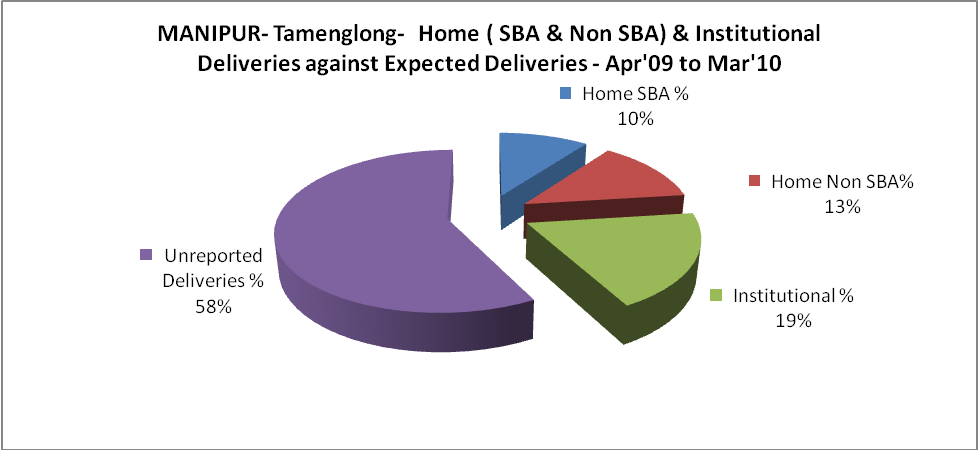 MANIPUR- Tamenglong- Home ( SBA & Non SBA) & Institutional
Deliveries against Expected Deliveries - Apr'09 to Mar'10
Home SBA %
10%
Home Non SBA%
13%
Institutional %
19%
Unreported
Deliveries %
58%